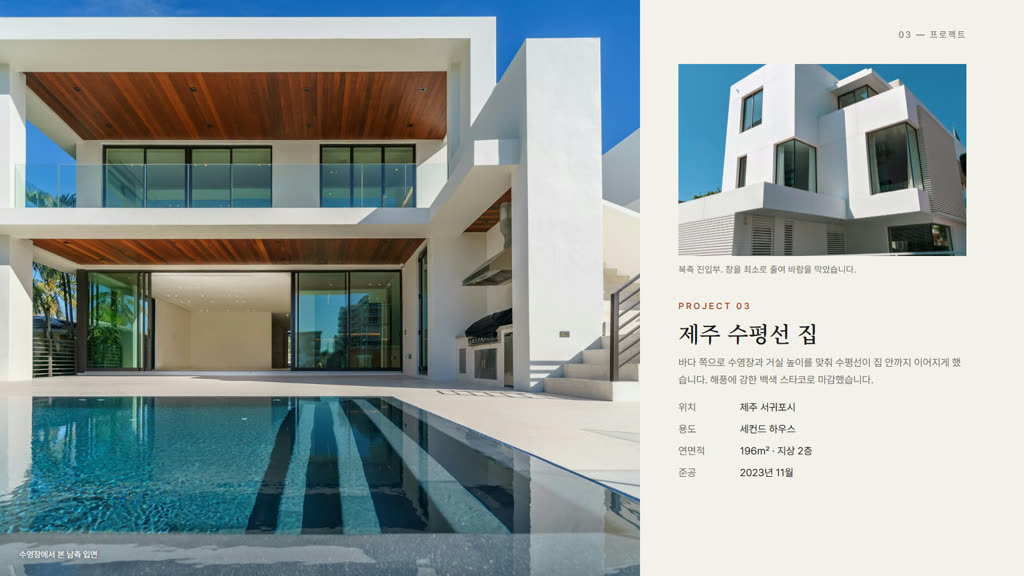 03 — 프로젝트
북측 진입부. 창을 최소로 줄여 바람을 막았습니다.
PROJECT 03
제주 수평선 집
바다 쪽으로 수영장과 거실 높이를 맞춰 수평선이 집 안까지 이어지게 했
습니다. 해풍에 강한 백색 스타코로 마감했습니다.
위치 제주 서귀포시
용도 세컨드 하우스
연면적 196m² · 지상 2층
준공 2023년 11월
수영장에서 본 남측 입면